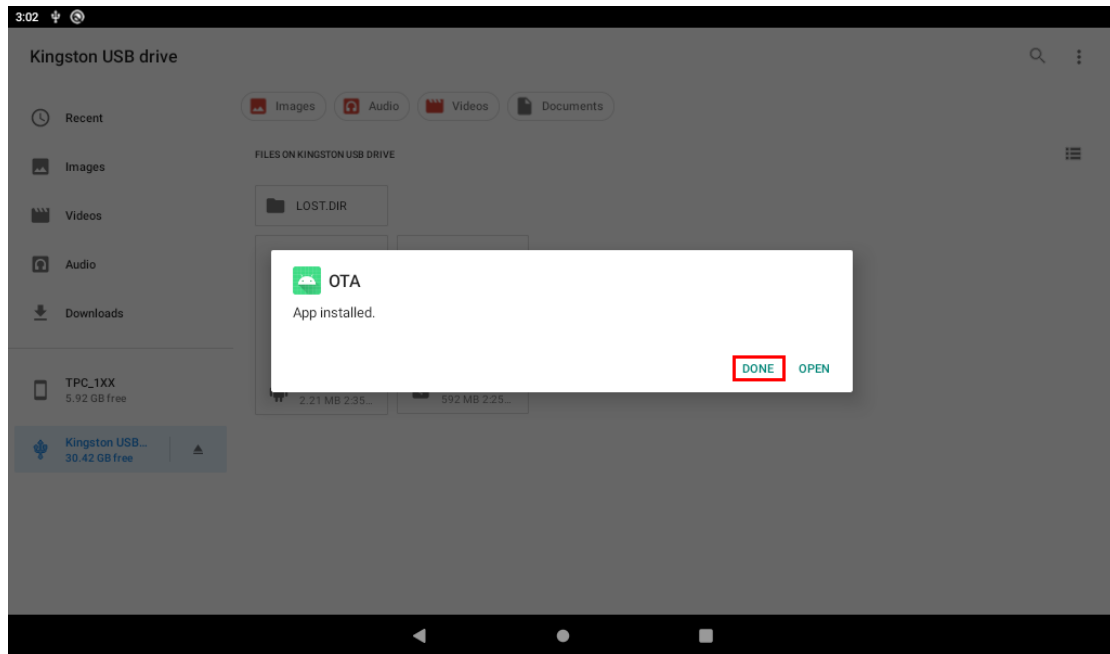 3:02
Kingston USB drive
Recent
Images
Videos
Audio
Downloads
TPC_1XX
5.92 GB free
Kingston USB...
30.42 GB free
Images
Audio
Videos
Documents
FILES ON KINGSTON USB DRIVE
LOST.DIR
2.21 MB 2:35...
592 MB 2:25...
OTA
App installed.
DONE
OPEN